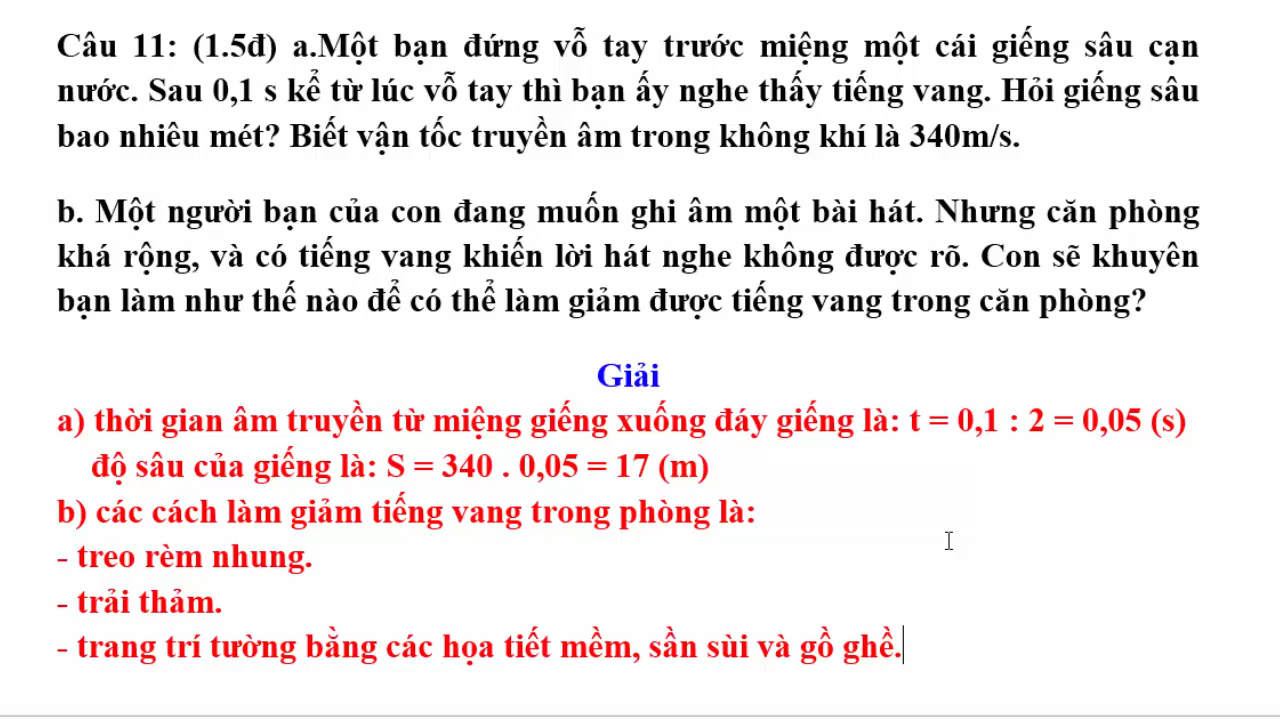 Câu 11: (1.5đ) a.Một bạn đứng vỗ tay trước miệng một cái giếng sâu cạn
nước. Sau 0,1 s kể từ lúc vỗ tay thì bạn ấy nghe thấy tiếng vang. Hỏi giếng sâu
bao nhiêu mét? Biết vận tốc truyền âm trong không khí là 340m/s.
b. Một người bạn của con đang muốn ghi âm một bài hát. Nhưng căn phòng
khá rộng, và có tiếng vang khiến lời hát nghe không được rõ. Con sẽ khuyên
bạn làm như thế nào để có thể làm giảm được tiếng vang trong căn phòng?
Giải
a) thời gian âm truyền từ miệng giếng xuống đáy giếng là: t = 0,1 : 2 = 0,05 (s)
độ sâu của giếng là: S = 340 . 0,05 = 17 (m)
b) các cách làm giảm tiếng vang trong phòng là:
- treo rèm nhung.
- trải thảm.
- trang trí tường bằng các họa tiết mềm, sần sùi và gồ ghề.